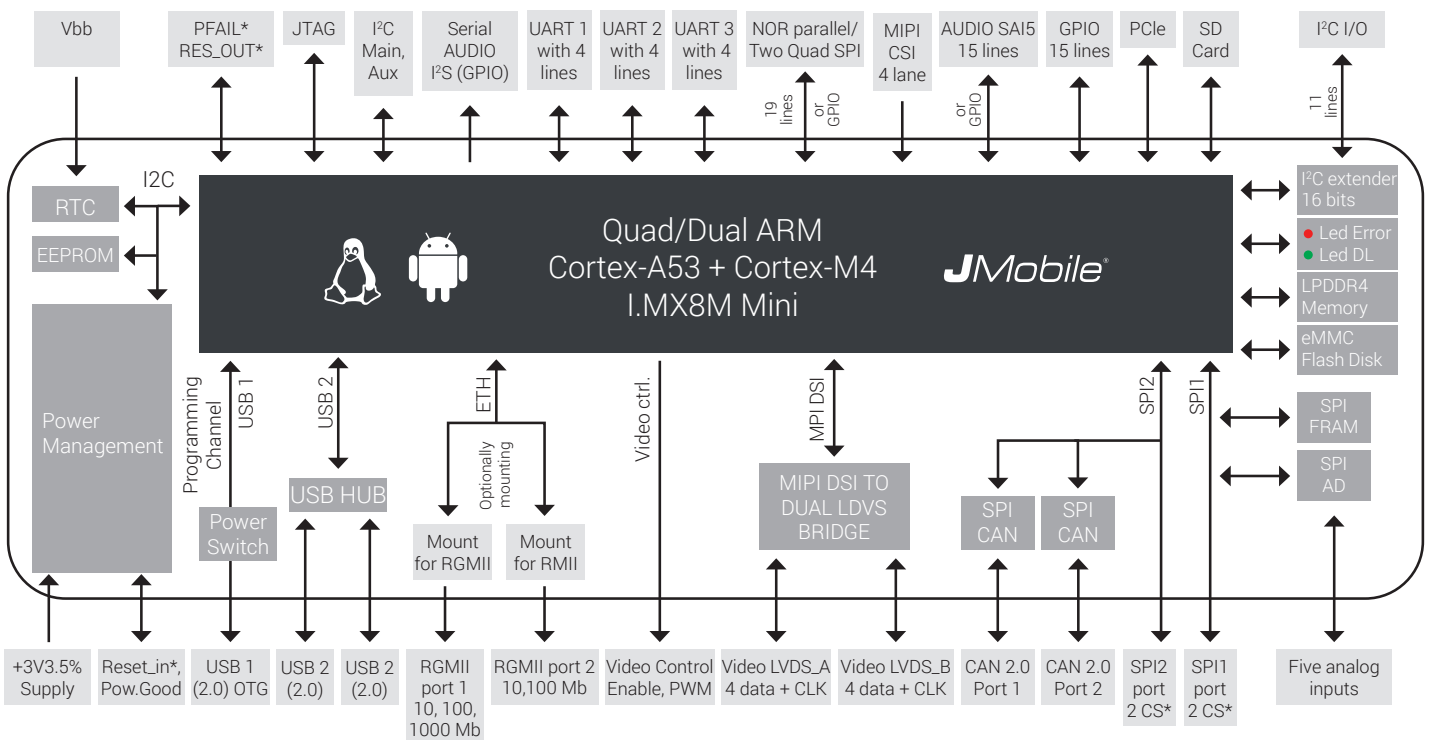 Vbb
PFAIL*
RES_OUT*
JTAG
I²C
Main,
Aux
Serial
AUDIO
I²S (GPIO)
UART 1
with 4
lines
UART 2
with 4
lines
UART 3
with 4
lines
NOR parallel/
Two Quad SPI
MIPI
CSI
4 lane
AUDIO SAI5
15 lines
GPIO
15 lines
PCIe
SD
Card
I²C I/O
19
lines
or
GPIO
or
GPIO
11
lines
I2C
RTC
EEPROM
Power
Management
Quad/Dual ARM
Cortex-A53 + Cortex-M4
I.MX8M Mini
JMobile®
I²C extender
16 bits
Led Error
Led DL
LPDDR4
Memory
eMMC
Flash Disk
SPI
FRAM
SPI
AD
Programming
Channel
USB 1
USB 2
ETH
Optionally
mounting
Video ctrl.
MPI DSI
SPI2
SPI1
Power
Switch
USB HUB
Mount
for RGMII
Mount
for RMII
MIPI DSI TO
DUAL LDVS
BRIDGE
SPI
CAN
SPI
CAN
+3V3.5%
Supply
Reset_in*,
Pow.Good
USB 1
(2.0) OTG
USB 2
(2.0)
USB 2
(2.0)
RGMII
port 1
10, 100,
1000 Mb
RGMII port 2
10,100 Mb
Video Control
Enable, PWM
Video LVDS_A
4 data + CLK
Video LVDS_B
4 data + CLK
CAN 2.0
Port 1
CAN 2.0
Port 2
SPI2
port
2 CS*
SPI1
port
2 CS*
Five analog
inputs